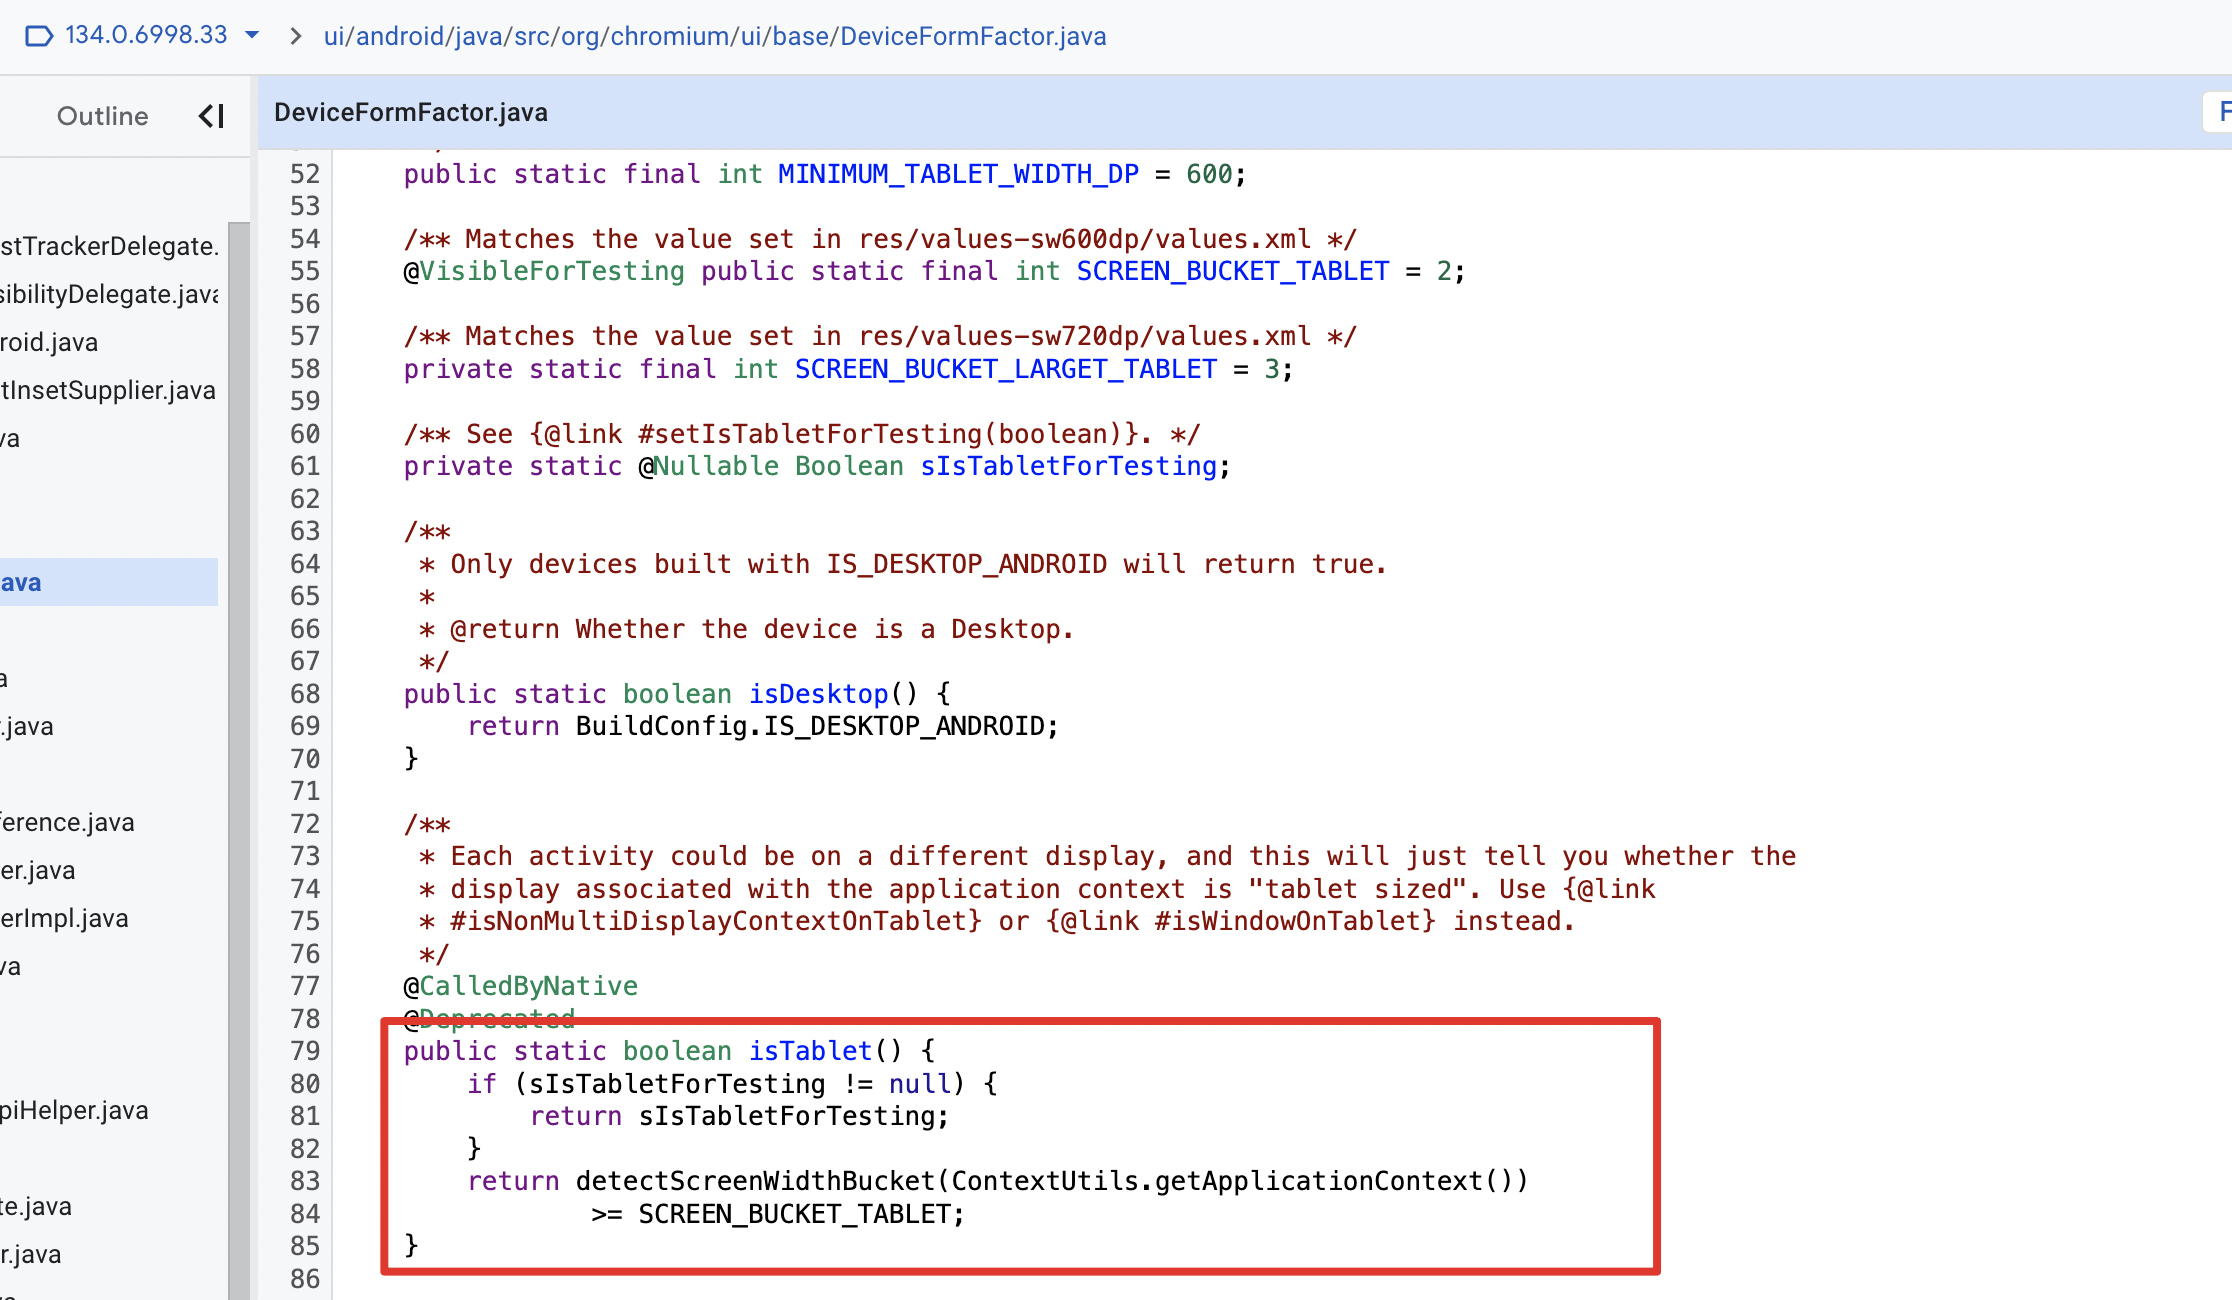 134.0.6998.33 ui/android/java/src/org/chromium/ui/base/DeviceFormFactor.java
Outline
stTrackerDelegate.
sibilityDelegate.java
roid.java
tInsetSupplier.java
va
ava
a
.java
ference.java
er.java
erImpl.java
va
piHelper.java
te.java
r.java
DeviceFormFactor.java
F
52 public static final int MINIMUM_TABLET_WIDTH_DP = 600;
53
54 /** Matches the value set in res/values-sw600dp/values.xml */
55 @VisibleForTesting public static final int SCREEN_BUCKET_TABLET = 2;
56
57 /** Matches the value set in res/values-sw720dp/values.xml */
58 private static final int SCREEN_BUCKET_LARGET_TABLET = 3;
59
60 /** See {@link #setIsTabletForTesting(boolean)}. */
61 private static @Nullable Boolean sIsTabletForTesting;
62
63 /**
64 * Only devices built with IS_DESKTOP_ANDROID will return true.
65 *
66 * @return Whether the device is a Desktop.
67 */
68 public static boolean isDesktop() {
69 return BuildConfig.IS_DESKTOP_ANDROID;
70 }
71
72 /**
73 * Each activity could be on a different display, and this will just tell you whether the
74 * display associated with the application context is "tablet sized". Use {@link
75 * #isNonMultiDisplayContextOnTablet} or {@link #isWindowOnTablet} instead.
76 */
77 @CalledByNative
78 @Deprecated
79 public static boolean isTablet() {
80 if (sIsTabletForTesting != null) {
81 return sIsTabletForTesting;
82 }
83 return detectScreenWidthBucket(ContextUtils.getApplicationContext())
84 >= SCREEN_BUCKET_TABLET;
85 }
86